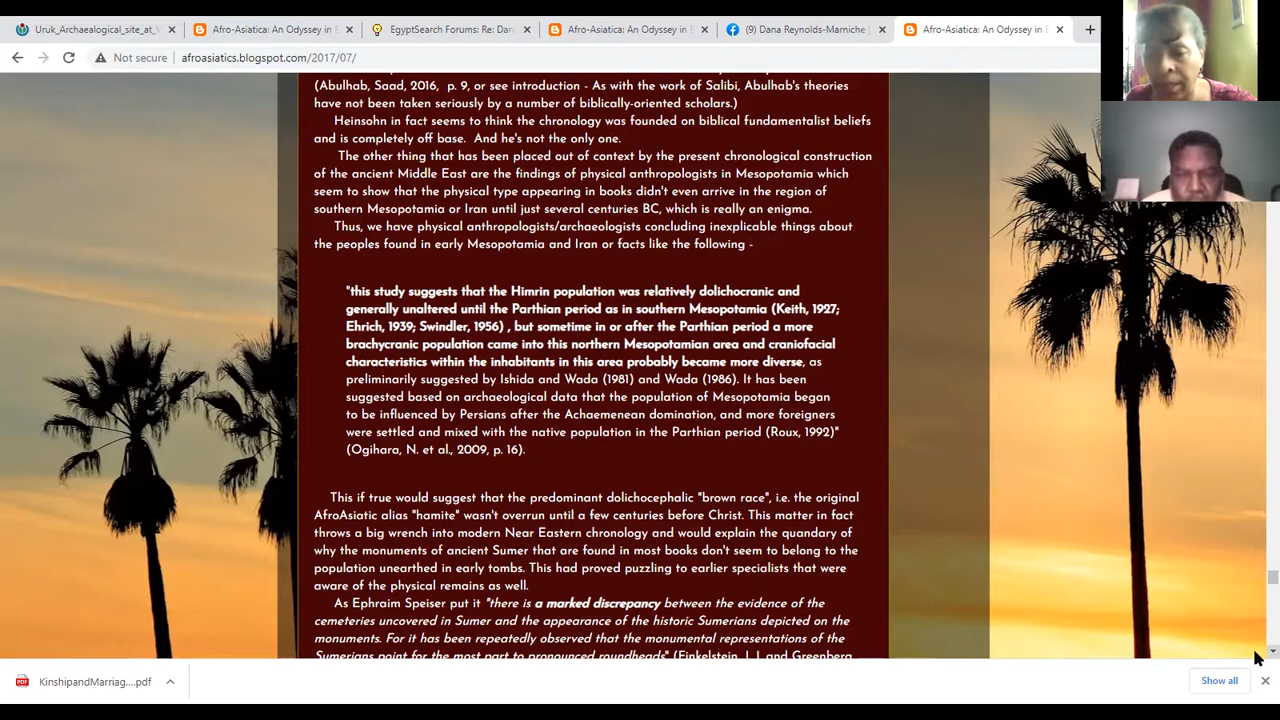 Uruk_Archaealogical_site_at_W
Afro-Asiatica: An Odyssey in E
EgyptSearch Forums: Re: Dar
Afro-Asiatica: An Odyssey in E
(9) Dana Reynolds-Marniche |
Afro-Asiatica: An Odyssey in E
Not secure
afroasiatics.blogspot.com/2017/07/
(Abulhab, Saad, 2016, p. 9, or see introduction - As with the work of Salibi, Abulhab's theories
have not been taken seriously by a number of biblically-oriented scholars.)
Heinsohn in fact seems to think the chronology was founded on biblical fundamentalist beliefs
and is completely off base. And he's not the only one.
The other thing that has been placed out of context by the present chronological construction
of the ancient Middle East are the findings of physical anthropologists in Mesopotamia which
seem to show that the physical type appearing in books didn't even arrive in the region of
southern Mesopotamia or Iran until just several centuries BC, which is really an enigma.
Thus, we have physical anthropologists/archaeologists concluding inexplicable things about
the peoples found in early Mesopotamia and Iran or facts like the following -
"this study suggests that the Himrin population was relatively dolichocranic and
generally unaltered until the Parthian period as in southern Mesopotamia (Keith, 1927;
Ehrich, 1939; Swindler, 1956) , but sometime in or after the Parthian period a more
brachycranic population came into this northern Mesopotamian area and craniofacial
characteristics within the inhabitants in this area probably became more diverse, as
preliminarily suggested by Ishida and Wada (1981) and Wada (1986). It has been
suggested based on archaeological data that the population of Mesopotamia began
to be influenced by Persians after the Achaemenean domination, and more foreigners
were settled and mixed with the native population in the Parthian period (Roux, 1992)"
(Ogihara, N. et al., 2009, p. 16).
This if true would suggest that the predominant dolichocephalic "brown race", i.e. the original
AfroAsiatic alias "hamite" wasn't overrun until a few centuries before Christ. This matter in fact
throws a big wrench into modern Near Eastern chronology and would explain the quandary of
why the monuments of ancient Sumer that are found in most books don't seem to belong to the
population unearthed in early tombs. This had proved puzzling to earlier specialists that were
aware of the physical remains as well.
As Ephraim Speiser put it "there is a marked discrepancy between the evidence of the
cemeteries uncovered in Sumer and the appearance of the historic Sumerians depicted on the
monuments. For it has been repeatedly observed that the monumental representations of the
Sumerians point for the most part to pronounced roundheads" (Finkelstein, J. J. and Greenberg,
KinshipandMarriag....pdf
Show all